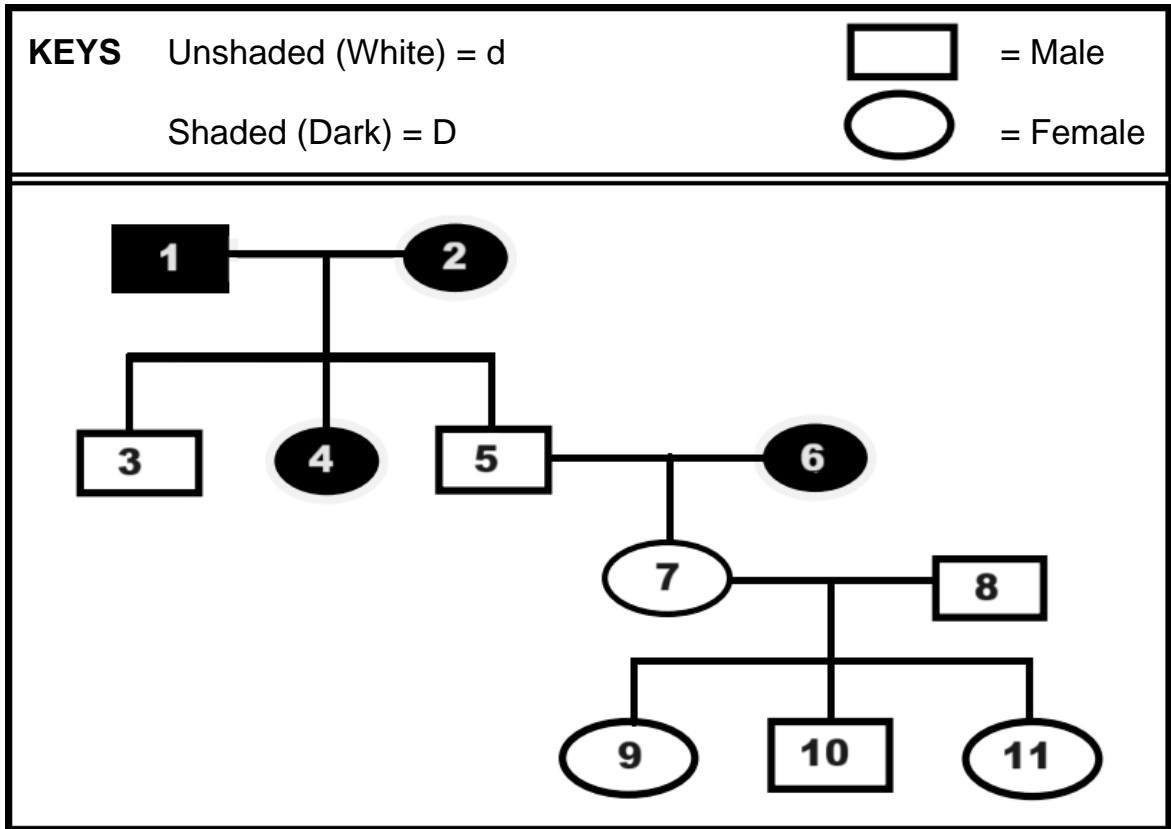 KEYS Unshaded (White) = d = Male
Shaded (Dark) = D = Female
1 2
3 4 5 6
7 8
9 10 11